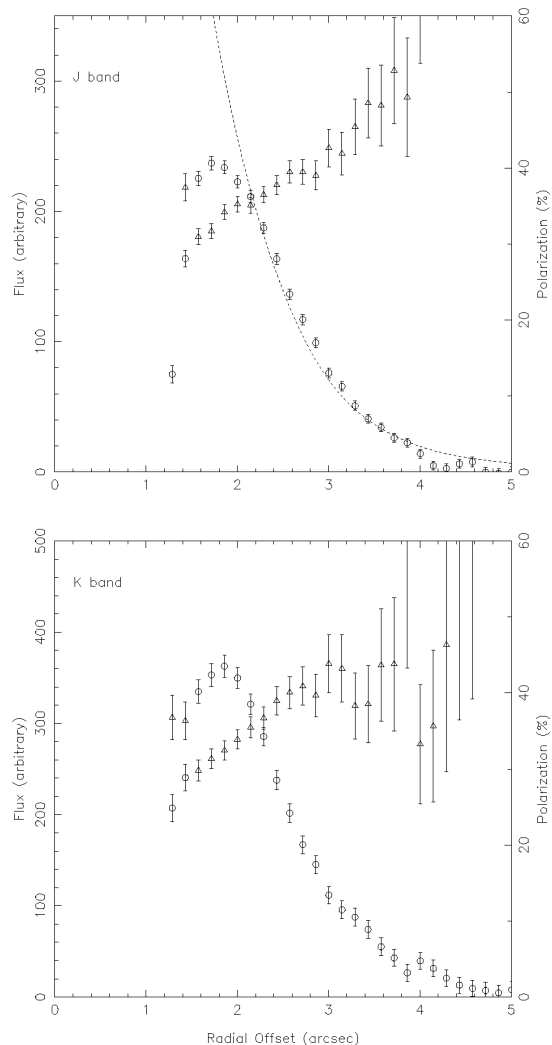 60
J band
300
40
200
Flux (arbitrary)
Polarization (%)
20
100
0
0
0 1 2 3 4 5
500
60
K band
400
40
300
Flux (arbitrary)
Polarization (%)
200
20
100
0
0
0 1 2 3 4 5
Radial Offset (arcsec)